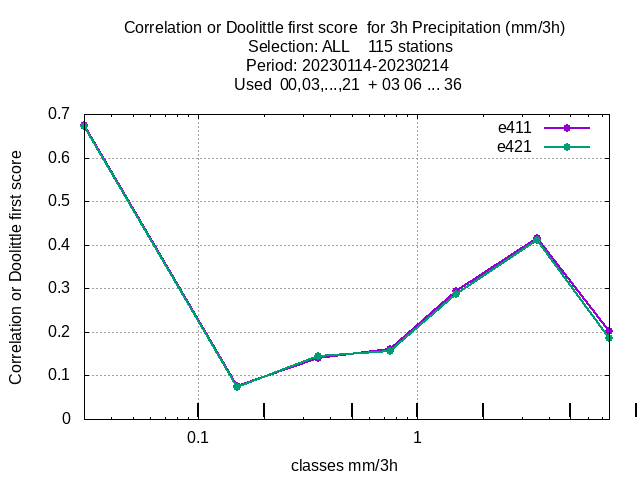 Correlation or Doolittle first score  for 3h Precipitation (mm/3h)
Selection: ALL    115 stations
Period: 20230114-20230214
Used  00,03,...,21  + 03 06 ... 36
0.7
0.6
0.5
0.4
0.3
0.2
0.1
0
Correlation or Doolittle first score
e411
e421
0.1
1
classes mm/3h